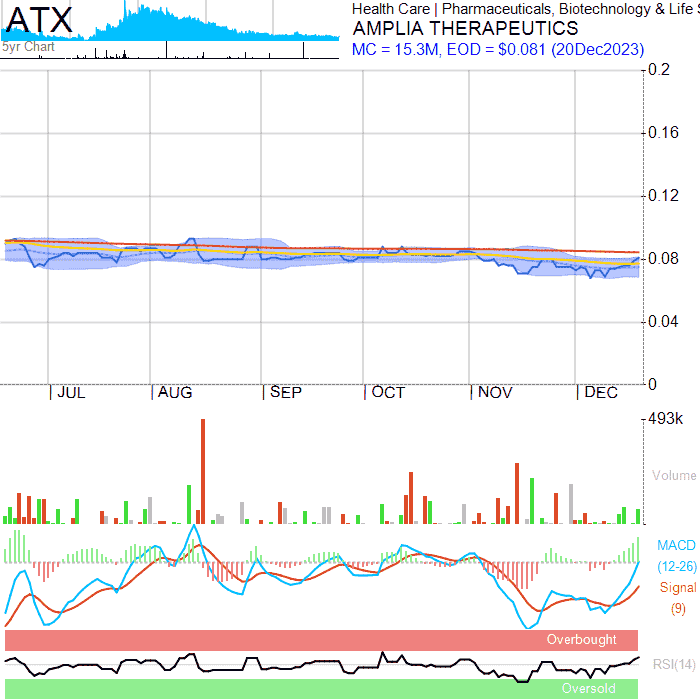 ATX
5yr Chart
Health Care | Pharmaceuticals, Biotechnology & Life S
AMPLIA THERAPEUTICS
MC = 15.3M, EOD = $0.081 (20Dec2023)
0.2
0.16
0.12
0.08
0.04
0
JUL AUG SEP OCT NOV DEC
493k
Volume
MACD
(12-26)
Signal
(9)
Overbought
RSI(14)
Oversold